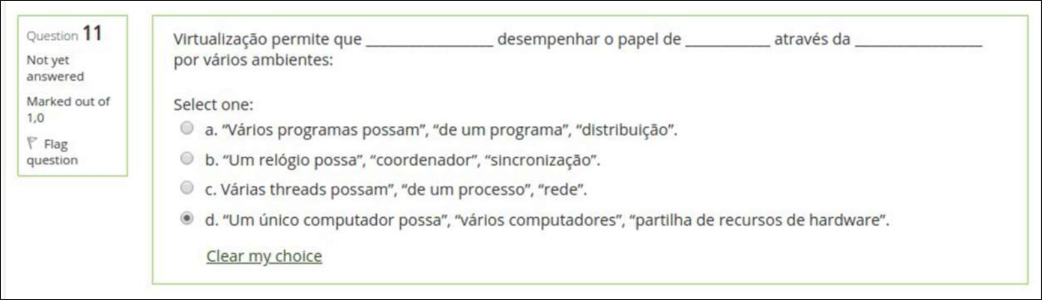 Question 11
Not yet
answered
Marked out of
1,0
Flag
question
Virtualização permite que _______________ desempenhar o papel de __________ através da _______________
por vários ambientes:
Select one:
a. “Vários programas possam”, “de um programa”, “distribuição”.
b. “Um relógio possa”, “coordenador”, “sincronização”.
c. Várias threads possam”, “de um processo”, “rede”.
d. “Um único computador possa”, “vários computadores”, “partilha de recursos de hardware”.
Clear my choice